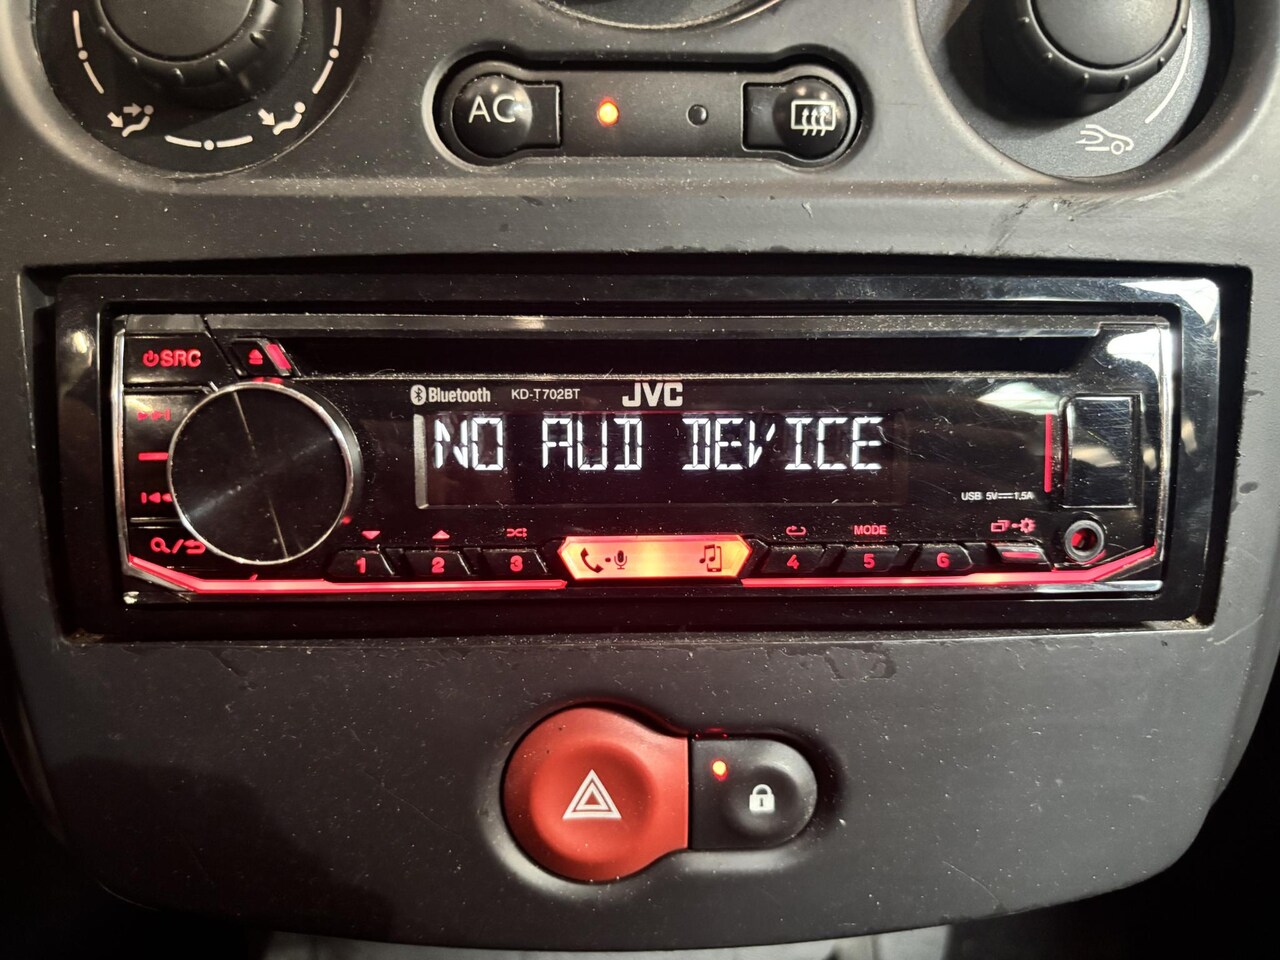 AC
SRC
Bluetooth KD-T702BT JVC
NO AUD DEVICE
USB 5V 1.5A
MODE
1 2 3 4 5 6